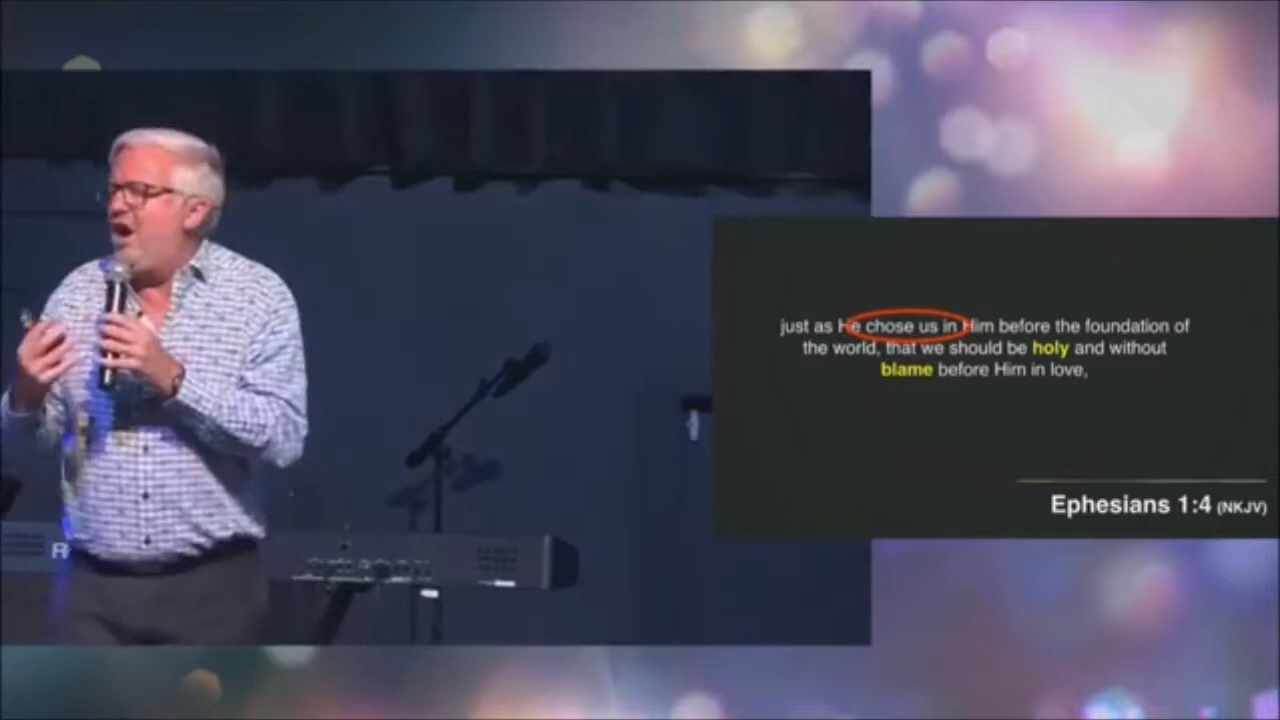 just as He chose us in Him before the foundation of
the world, that we should be holy and without
blame before Him in love,
Ephesians 1:4 (NKJV)
R